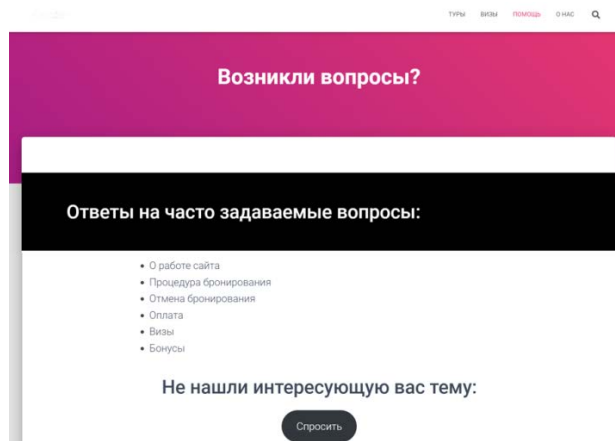 ТУРЫ ВИЗЫ ПОМОЩЬ О НАС
Возникли вопросы?
Ответы на часто задаваемые вопросы:
О работе сайта
Процедура бронирования
Отмена бронирования
Оплата
Визы
Бонусы
Не нашли интересующую вас тему:
Спросить